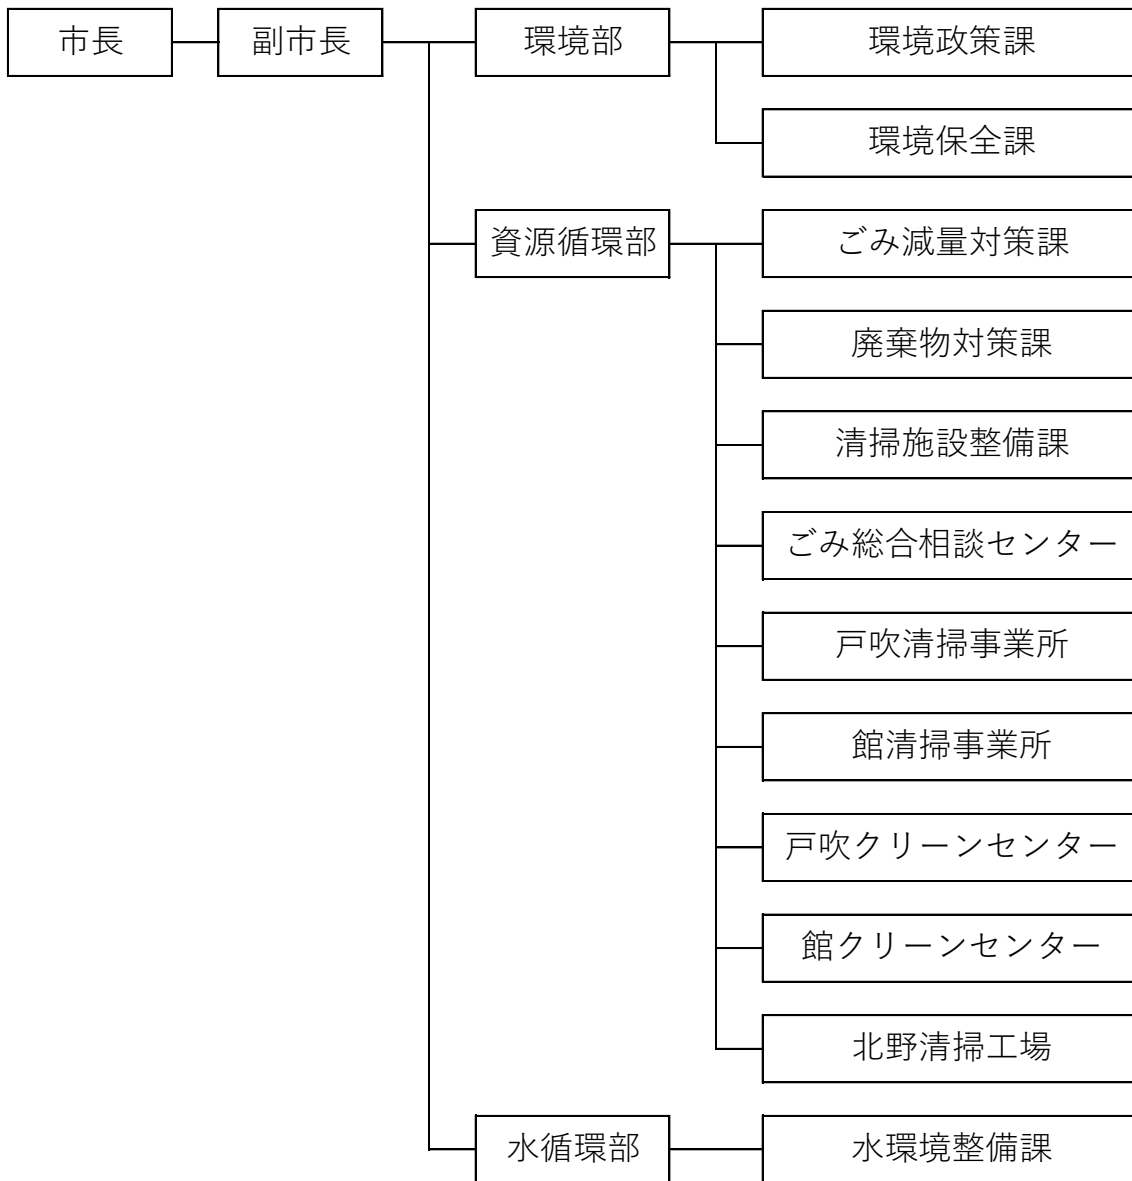 市長
副市長
環境部
環境政策課
環境保全課
資源循環部
ごみ減量対策課
廃棄物対策課
清掃施設整備課
ごみ総合相談センター
戸吹清掃事業所
館清掃事業所
戸吹クリーンセンター
館クリーンセンター
北野清掃工場
水循環部
水環境整備課